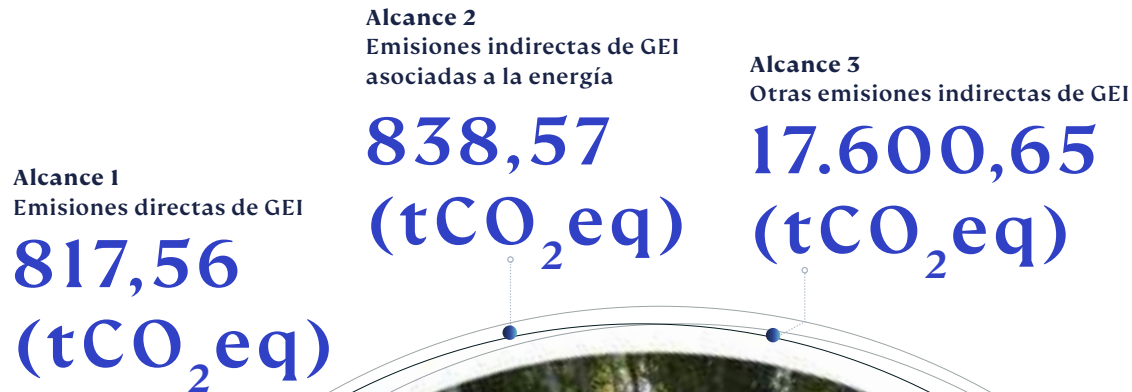 Alcance 1
Emisiones directas de GEI
817,56
(tCO₂eq)
Alcance 2
Emisiones indirectas de GEI
asociadas a la energía
838,57
(tCO₂eq)
Alcance 3
Otras emisiones indirectas de GEI
17.600,65
(tCO₂eq)